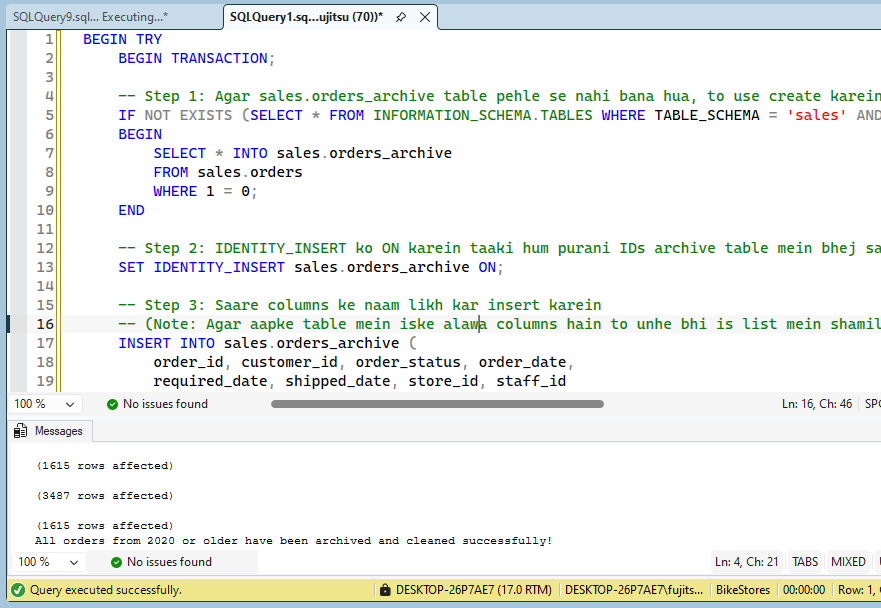 SQLQuery9.sql... Executing...*
SQLQuery1.sq...ujitsu (70))*
1 BEGIN TRY
2 BEGIN TRANSACTION;
3
4 -- Step 1: Agar sales.orders_archive table pehle se nahi bana hua, to use create karein
5 IF NOT EXISTS (SELECT * FROM INFORMATION_SCHEMA.TABLES WHERE TABLE_SCHEMA = 'sales' AND
6 BEGIN
7 SELECT * INTO sales.orders_archive
8 FROM sales.orders
9 WHERE 1 = 0;
10 END
11
12 -- Step 2: IDENTITY_INSERT ko ON karein taaki hum purani IDs archive table mein bhej sa
13 SET IDENTITY_INSERT sales.orders_archive ON;
14
15 -- Step 3: Saare columns ke naam likh kar insert karein
16 -- (Note: Agar aapke table mein iske alawa columns hain to unhe bhi is list mein shamil
17 INSERT INTO sales.orders_archive (
18 order_id, customer_id, order_status, order_date,
19 required_date, shipped_date, store_id, staff_id
100 % No issues found Ln: 16, Ch: 46 SPC
Messages
(1615 rows affected)
(3487 rows affected)
(1615 rows affected)
All orders from 2020 or older have been archived and cleaned successfully!
100 % No issues found Ln: 4, Ch: 21 TABS MIXED
Query executed successfully. DESKTOP-26P7AE7 (17.0 RTM) DESKTOP-26P7AE7\fujits... BikeStores 00:00:00 Row: 1,